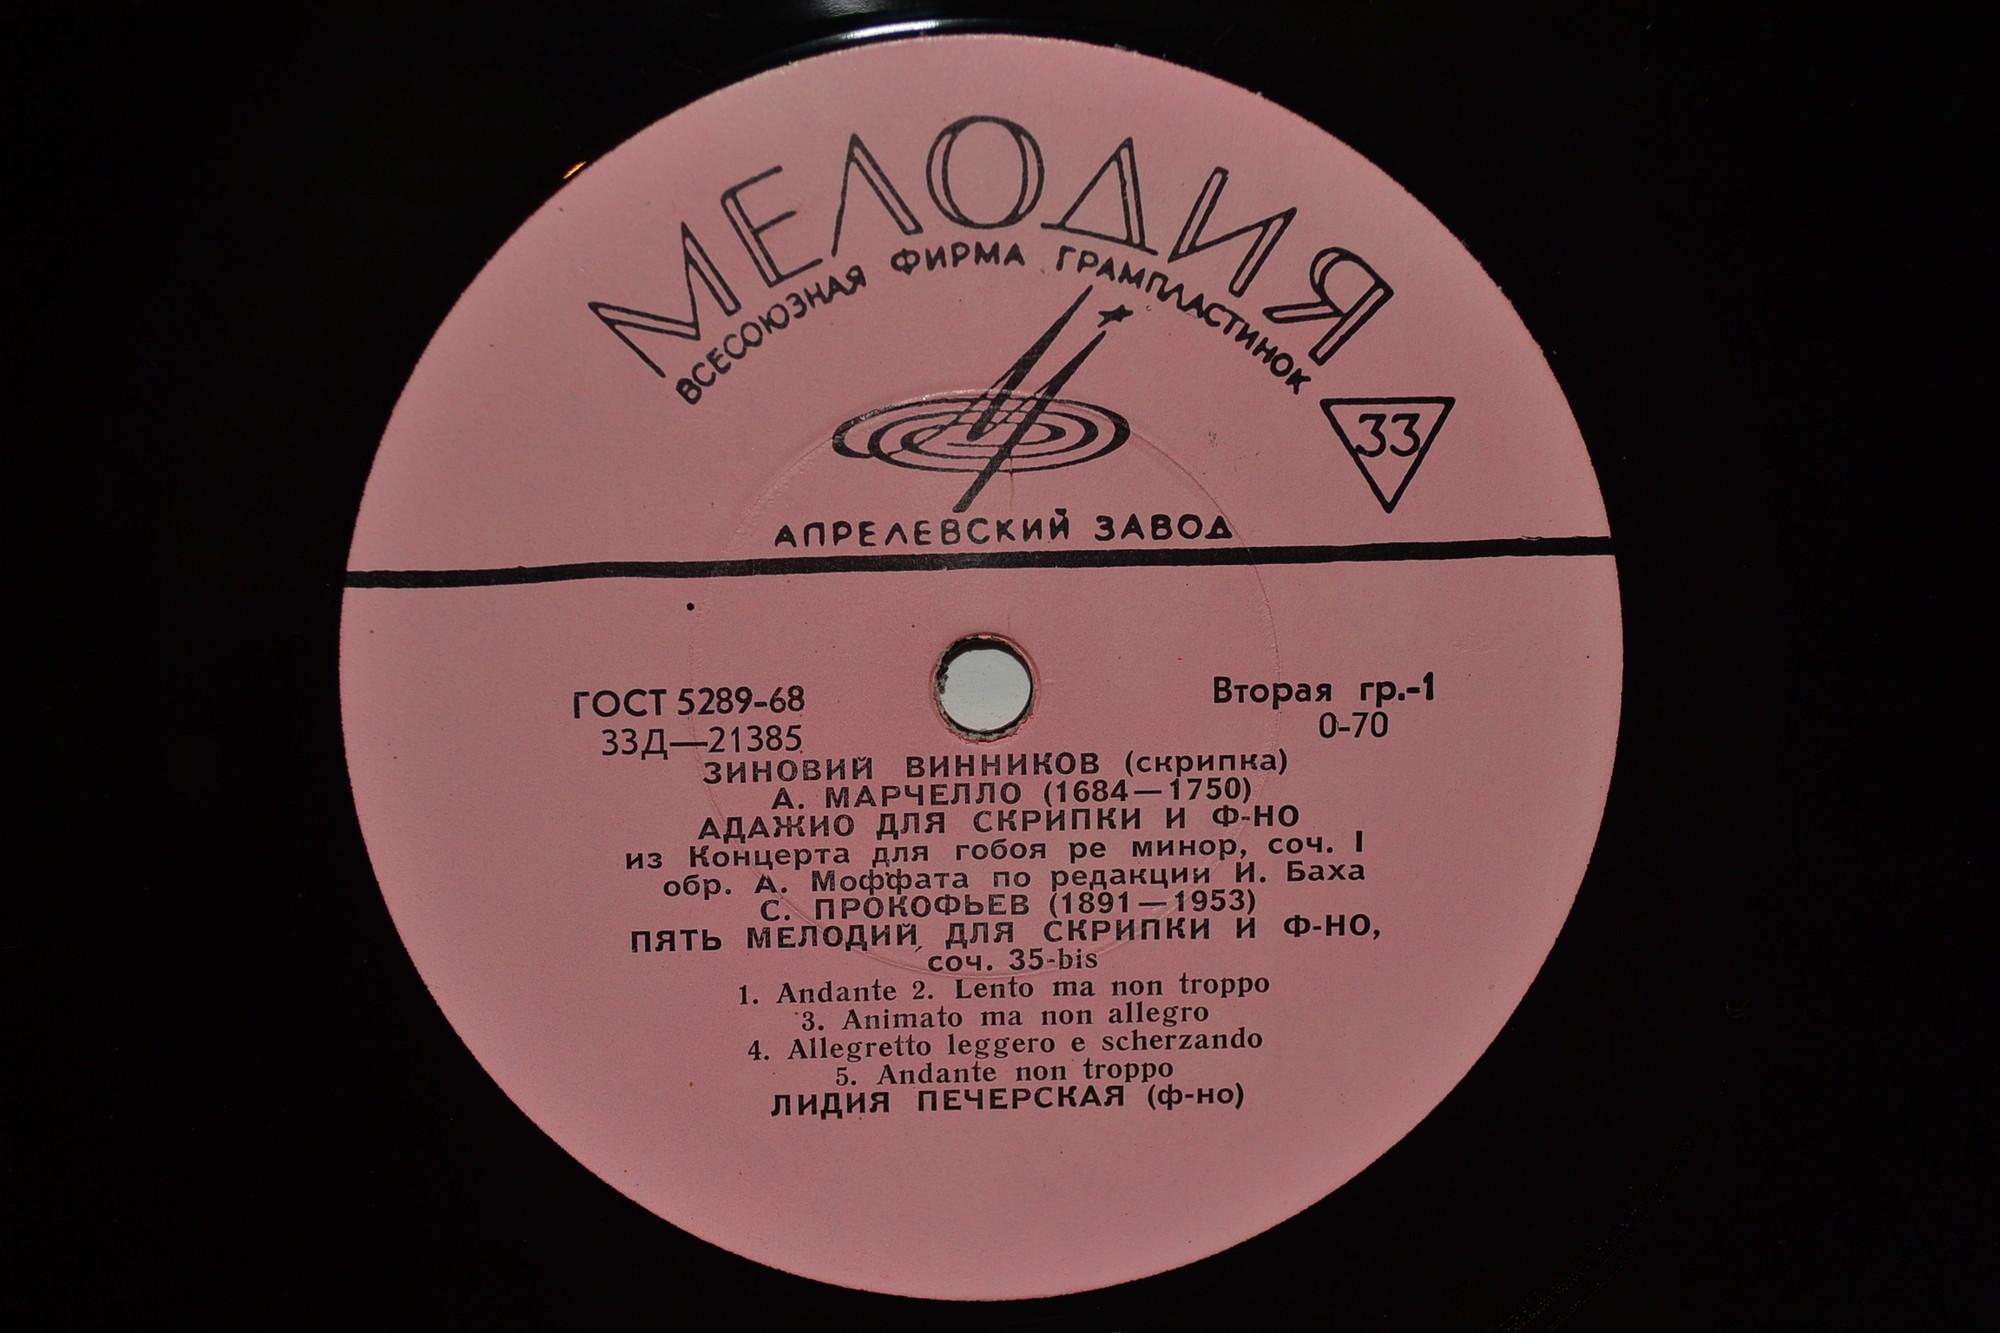 МЕЛОДИЯ
ВСЕСОЮЗНАЯ ФИРМА ГРАМПЛАСТИНОК
33
АПРЕЛЕВСКИЙ ЗАВОД
ГОСТ 5289-68
Вторая гр.-1
33Д—21385
0-70
ЗИНОВИЙ ВИННИКОВ (скрипка)
А. МАРЧЕЛЛО (1684—1750)
АДАЖИО ДЛЯ СКРИПКИ И Ф-НО
из Концерта для гобоя ре минор, соч. I
обр. А. Моффата по редакции И. Баха
С. ПРОКОФЬЕВ (1891—1953)
ПЯТЬ МЕЛОДИЙ ДЛЯ СКРИПКИ И Ф-НО,
соч. 35-bis
1. Andante 2. Lento ma non troppo
3. Animato ma non allegro
4. Allegretto leggero e scherzando
5. Andante non troppo
ЛИДИЯ ПЕЧЕРСКАЯ (ф-но)